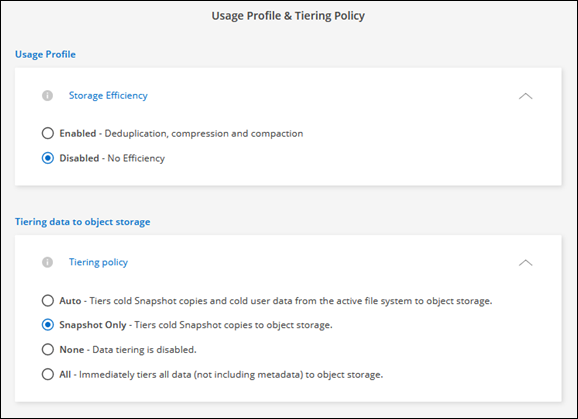 Usage Profile & Tiering Policy
Usage Profile
Storage Efficiency
Enabled - Deduplication, compression and compaction
Disabled - No Efficiency
Tiering data to object storage
Tiering policy
Auto - Tiers cold Snapshot copies and cold user data from the active file system to object storage.
Snapshot Only - Tiers cold Snapshot copies to object storage.
None - Data tiering is disabled.
All - Immediately tiers all data (not including metadata) to object storage.